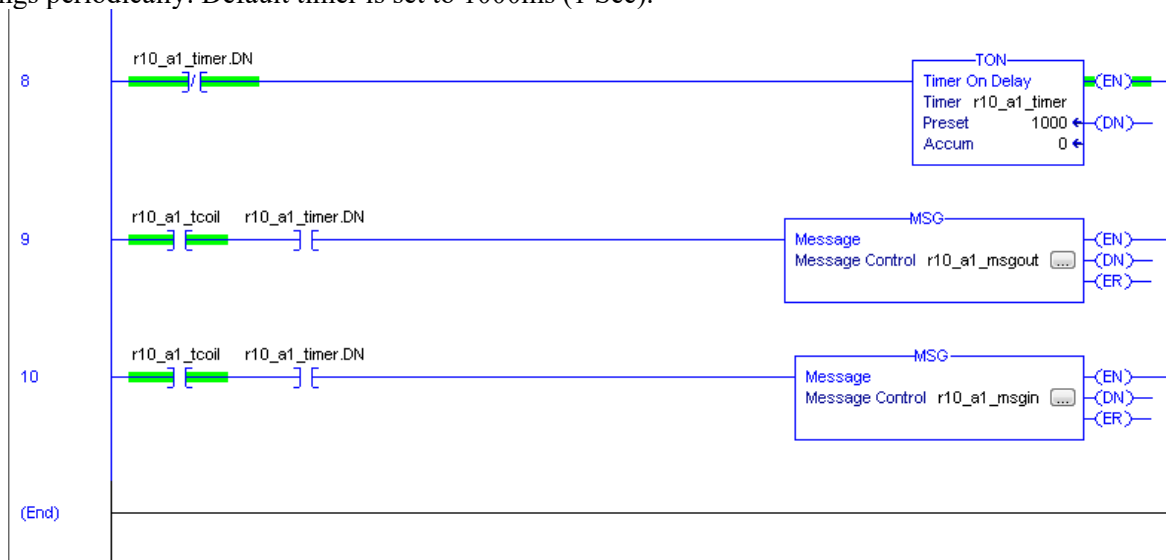 ngs periodically. Default timer is set to 1000ms (1 Sec).
r10_a1_timer.DN
TON
8
Timer On Delay
EN
Timer r10_a1_timer
Preset 1000
DN
Accum 0
r10_a1_tcoil r10_a1_timer.DN
MSG
9
Message
EN
Message Control r10_a1_msgout ...
DN
ER
r10_a1_tcoil r10_a1_timer.DN
MSG
10
Message
EN
Message Control r10_a1_msgin ...
DN
ER
(End)